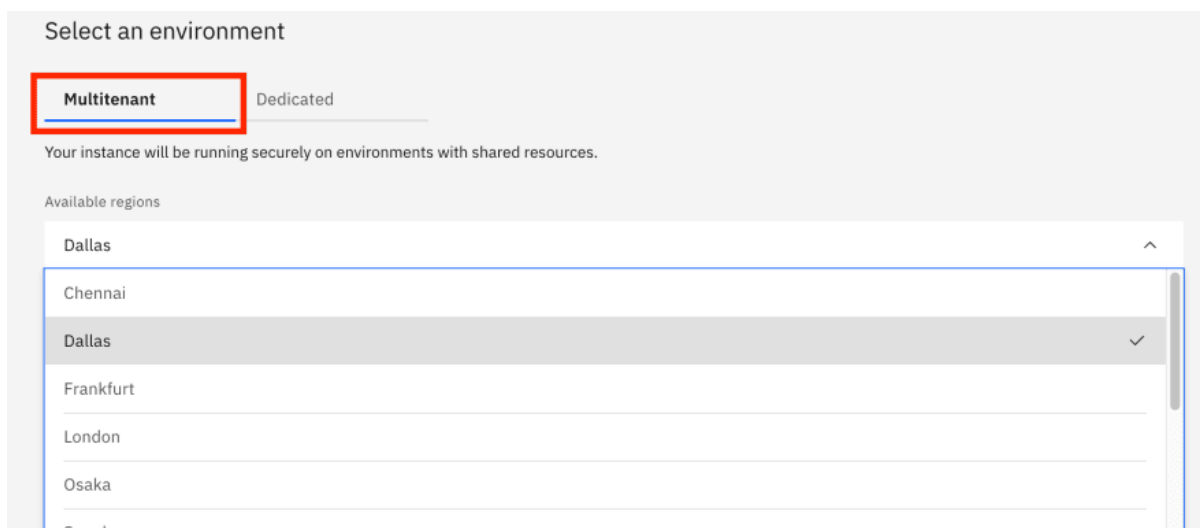 Select an environment
Multitenant Dedicated
Your instance will be running securely on environments with shared resources.
Available regions
Dallas
Chennai
Dallas
Frankfurt
London
Osaka